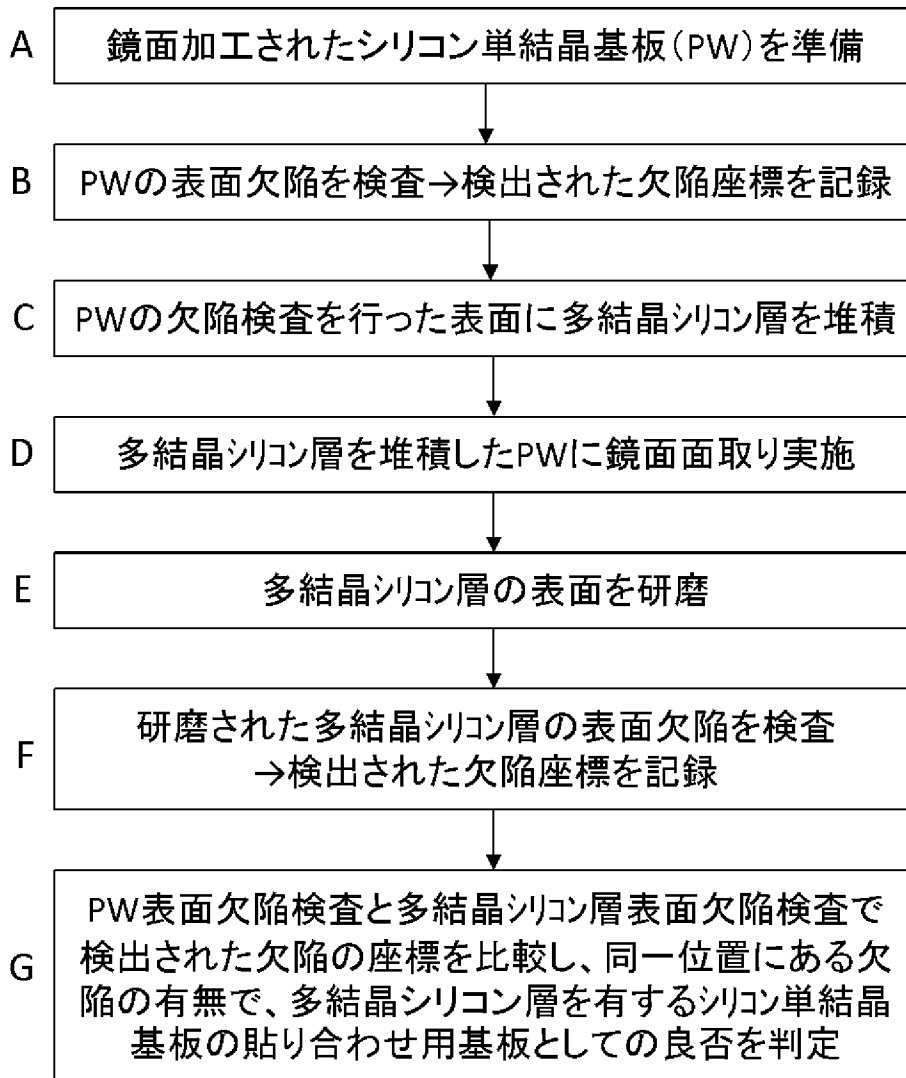 A 鏡面加工されたシリコン単結晶基板(PW)を準備
B PWの表面欠陥を検査→検出された欠陥座標を記録
C PWの欠陥検査を行った表面に多結晶シリコン層を堆積
D 多結晶シリコン層を堆積したPWに鏡面面取り実施
E 多結晶シリコン層の表面を研磨
F 研磨された多結晶シリコン層の表面欠陥を検査
→検出された欠陥座標を記録
G PW表面欠陥検査と多結晶シリコン層表面欠陥検査で
検出された欠陥の座標を比較し、同一位置にある欠
陥の有無で、多結晶シリコン層を有するシリコン単結晶
基板の貼り合わせ用基板としての良否を判定